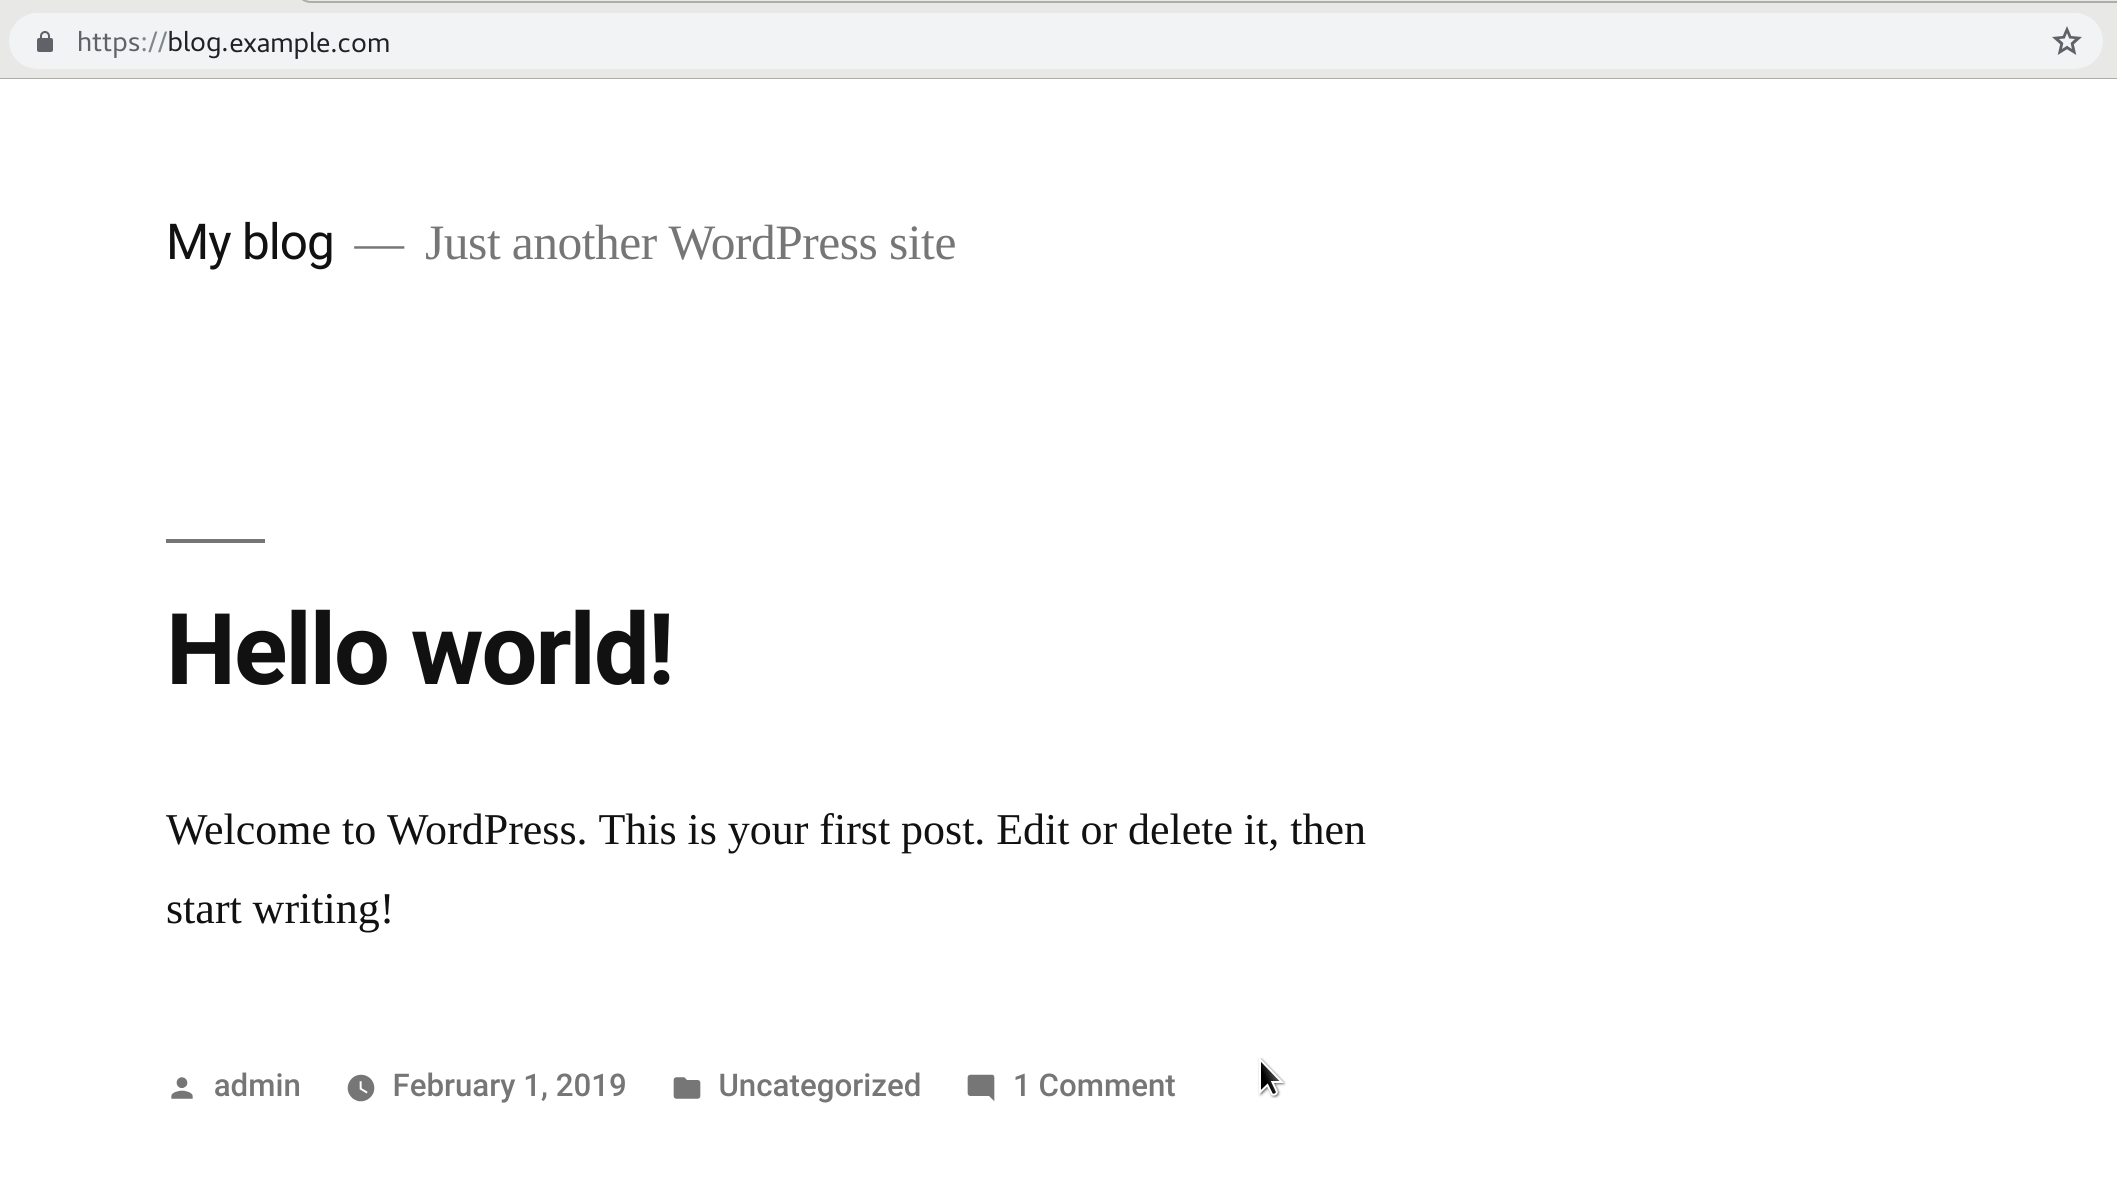 https://blog.example.com
My blog — Just another WordPress site
Hello world!
Welcome to WordPress. This is your first post. Edit or delete it, then
start writing!
admin February 1, 2019 Uncategorized 1 Comment